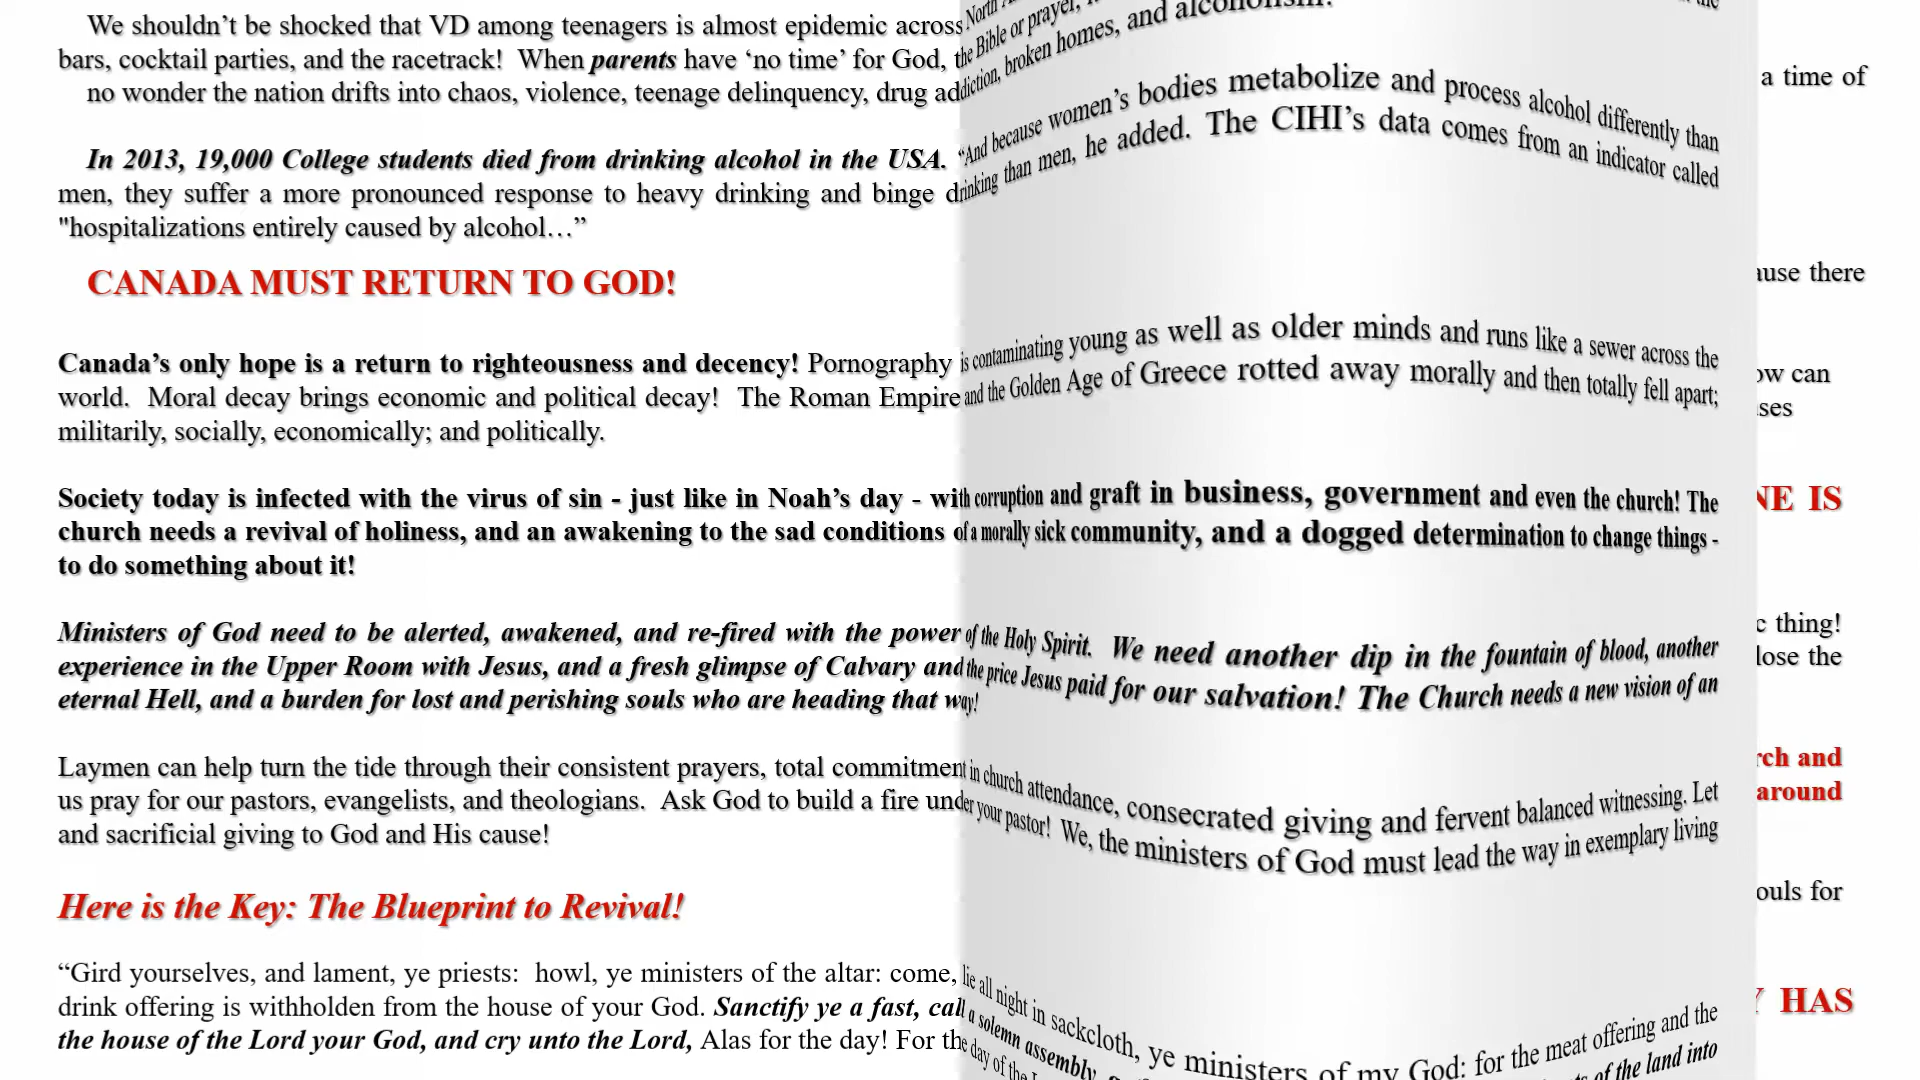 We shouldn’t be shocked that VD among teenagers is almost epidemic across North
bars, cocktail parties, and the racetrack! When parents have ‘no time’ for God, the Bible or prayer,
no wonder the nation drifts into chaos, violence, teenage delinquency, drug addiction, broken homes, and alcoholism!
In 2013, 19,000 College students died from drinking alcohol in the USA. “And because women’s bodies metabolize and process alcohol differently than
men, they suffer a more pronounced response to heavy drinking and binge drinking than men, he added. The CIHI’s data comes from an indicator called
"hospitalizations entirely caused by alcohol…”
CANADA MUST RETURN TO GOD!
Canada’s only hope is a return to righteousness and decency! Pornography is contaminating young as well as older minds and runs like a sewer across the
world. Moral decay brings economic and political decay! The Roman Empire and the Golden Age of Greece rotted away morally and then totally fell apart;
militarily, socially, economically; and politically.
Society today is infected with the virus of sin - just like in Noah’s day - with corruption and graft in business, government and even the church! The
church needs a revival of holiness, and an awakening to the sad conditions of a morally sick community, and a dogged determination to change things -
to do something about it!
Ministers of God need to be alerted, awakened, and re-fired with the power of the Holy Spirit. We need another dip in the fountain of blood, another
experience in the Upper Room with Jesus, and a fresh glimpse of Calvary and the price Jesus paid for our salvation! The Church needs a new vision of an
eternal Hell, and a burden for lost and perishing souls who are heading that way!
Laymen can help turn the tide through their consistent prayers, total commitment in church attendance, consecrated giving and fervent balanced witnessing. Let
us pray for our pastors, evangelists, and theologians. Ask God to build a fire under your pastor! We, the ministers of God must lead the way in exemplary living
and sacrificial giving to God and His cause!
Here is the Key: The Blueprint to Revival!
“Gird yourselves, and lament, ye priests: howl, ye ministers of the altar: come, lie all night in sackcloth, ye ministers of my God: for the meat offering and the
drink offering is withholden from the house of your God. Sanctify ye a fast, call a solemn assembly, of the land into
the house of the Lord your God, and cry unto the Lord, Alas for the day! For the day of the
a time of
there
can
IS
thing!
lose the
and
around
for
HAS